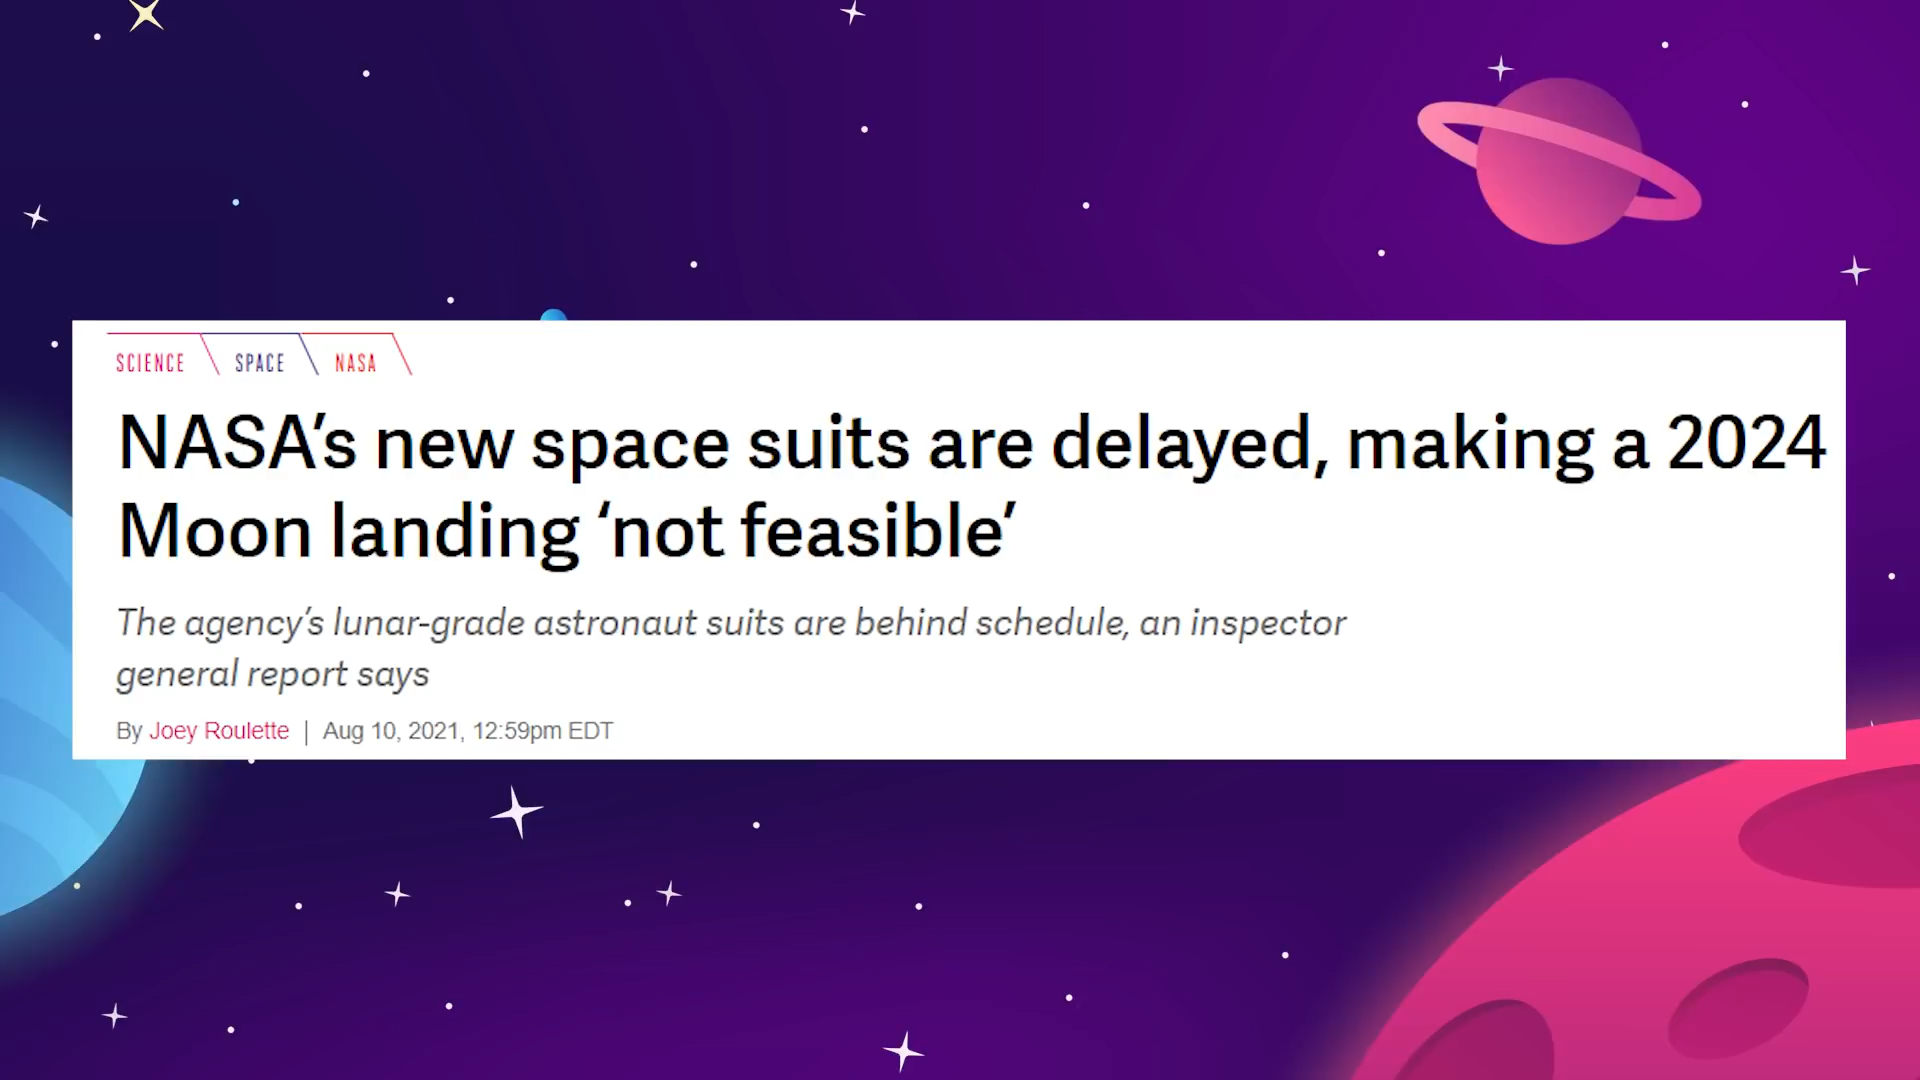 SCIENCE SPACE NASA
NASA’s new space suits are delayed, making a 2024
Moon landing ‘not feasible’
The agency’s lunar-grade astronaut suits are behind schedule, an inspector
general report says
By Joey Roulette | Aug 10, 2021, 12:59pm EDT